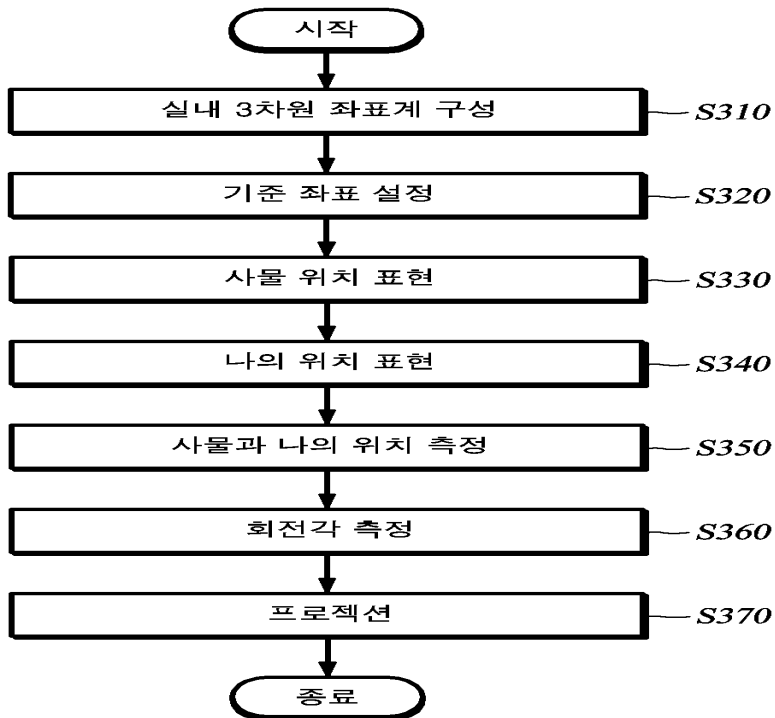 시작
실내 3차원 좌표계 구성
S310
기준 좌표 설정
S320
사물 위치 표현
S330
나의 위치 표현
S340
사물과 나의 위치 측정
S350
회전각 측정
S360
프로젝션
S370
종료